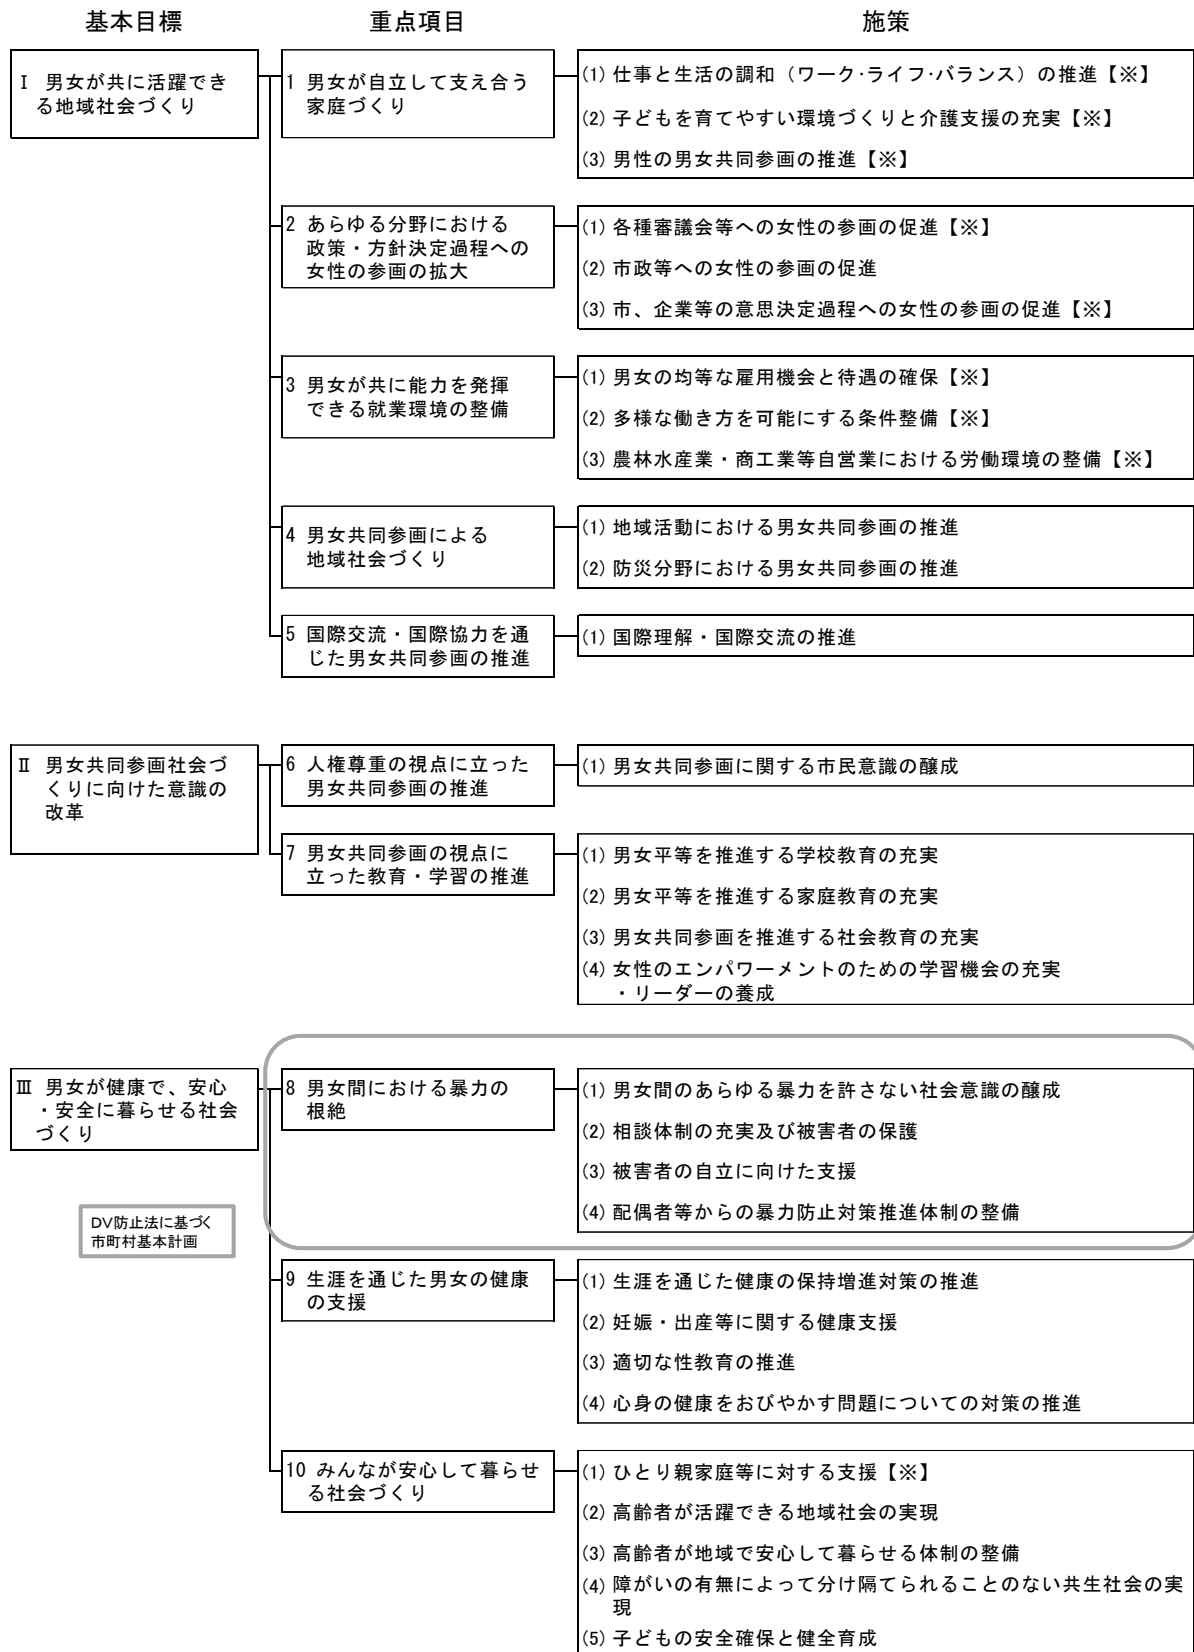 基本目標 重点項目 施策
Ⅰ 男女が共に活躍でき
る地域社会づくり
1 男女が自立して支え合う
家庭づくり
(1) 仕事と生活の調和（ワーク･ライフ･バランス）の推進【※】
(2) 子どもを育てやすい環境づくりと介護支援の充実【※】
(3) 男性の男女共同参画の推進【※】
2 あらゆる分野における
政策・方針決定過程への
女性の参画の拡大
(1) 各種審議会等への女性の参画の促進【※】
(2) 市政等への女性の参画の促進
(3) 市、企業等の意思決定過程への女性の参画の促進【※】
3 男女が共に能力を発揮
できる就業環境の整備
(1) 男女の均等な雇用機会と待遇の確保【※】
(2) 多様な働き方を可能にする条件整備【※】
(3) 農林水産業・商工業等自営業における労働環境の整備【※】
4 男女共同参画による
地域社会づくり
(1) 地域活動における男女共同参画の推進
(2) 防災分野における男女共同参画の推進
5 国際交流・国際協力を通
じた男女共同参画の推進
(1) 国際理解・国際交流の推進
Ⅱ 男女共同参画社会づ
くりに向けた意識の
改革
6 人権尊重の視点に立った
男女共同参画の推進
(1) 男女共同参画に関する市民意識の醸成
7 男女共同参画の視点に
立った教育・学習の推進
(1) 男女平等を推進する学校教育の充実
(2) 男女平等を推進する家庭教育の充実
(3) 男女共同参画を推進する社会教育の充実
(4) 女性のエンパワーメントのための学習機会の充実
・リーダーの養成
Ⅲ 男女が健康で、安心
・安全に暮らせる社会
づくり
DV防止法に基づく
市町村基本計画
8 男女間における暴力の
根絶
(1) 男女間のあらゆる暴力を許さない社会意識の醸成
(2) 相談体制の充実及び被害者の保護
(3) 被害者の自立に向けた支援
(4) 配偶者等からの暴力防止対策推進体制の整備
9 生涯を通じた男女の健康
の支援
(1) 生涯を通じた健康の保持増進対策の推進
(2) 妊娠・出産等に関する健康支援
(3) 適切な性教育の推進
(4) 心身の健康をおびやかす問題についての対策の推進
10 みんなが安心して暮らせ
る社会づくり
(1) ひとり親家庭等に対する支援【※】
(2) 高齢者が活躍できる地域社会の実現
(3) 高齢者が地域で安心して暮らせる体制の整備
(4) 障がいの有無によって分け隔てられることのない共生社会の実
現
(5) 子どもの安全確保と健全育成